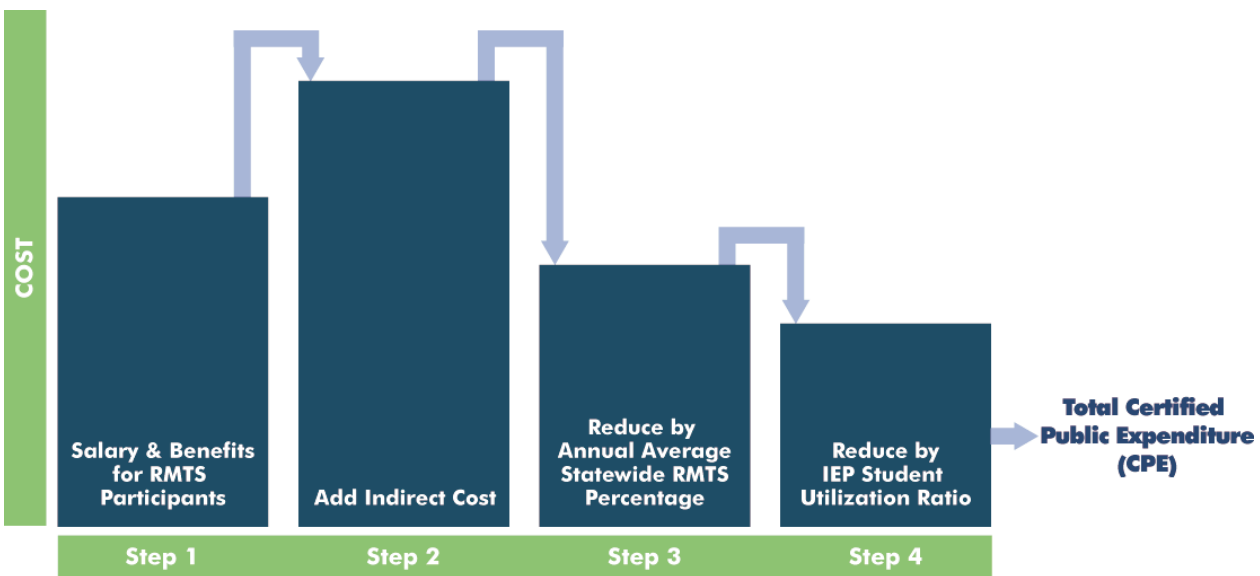 COST
Salary & Benefits
for RMTS
Participants
Add Indirect Cost
Reduce by
Annual Average
Statewide RMTS
Percentage
Reduce by
IEP Student
Utilization Ratio
Total Certified
Public Expenditure
(CPE)
Step 1
Step 2
Step 3
Step 4